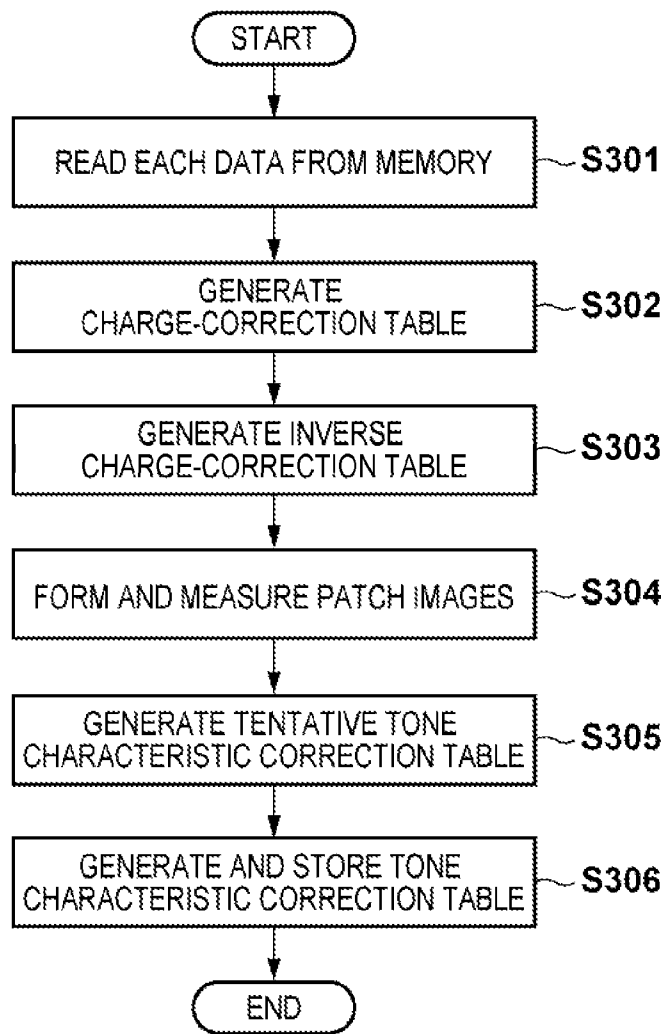 START
READ EACH DATA FROM MEMORY
S301
GENERATE
CHARGE-CORRECTION TABLE
S302
GENERATE INVERSE
CHARGE-CORRECTION TABLE
S303
FORM AND MEASURE PATCH IMAGES
S304
GENERATE TENTATIVE TONE
CHARACTERISTIC CORRECTION TABLE
S305
GENERATE AND STORE TONE
CHARACTERISTIC CORRECTION TABLE
S306
END